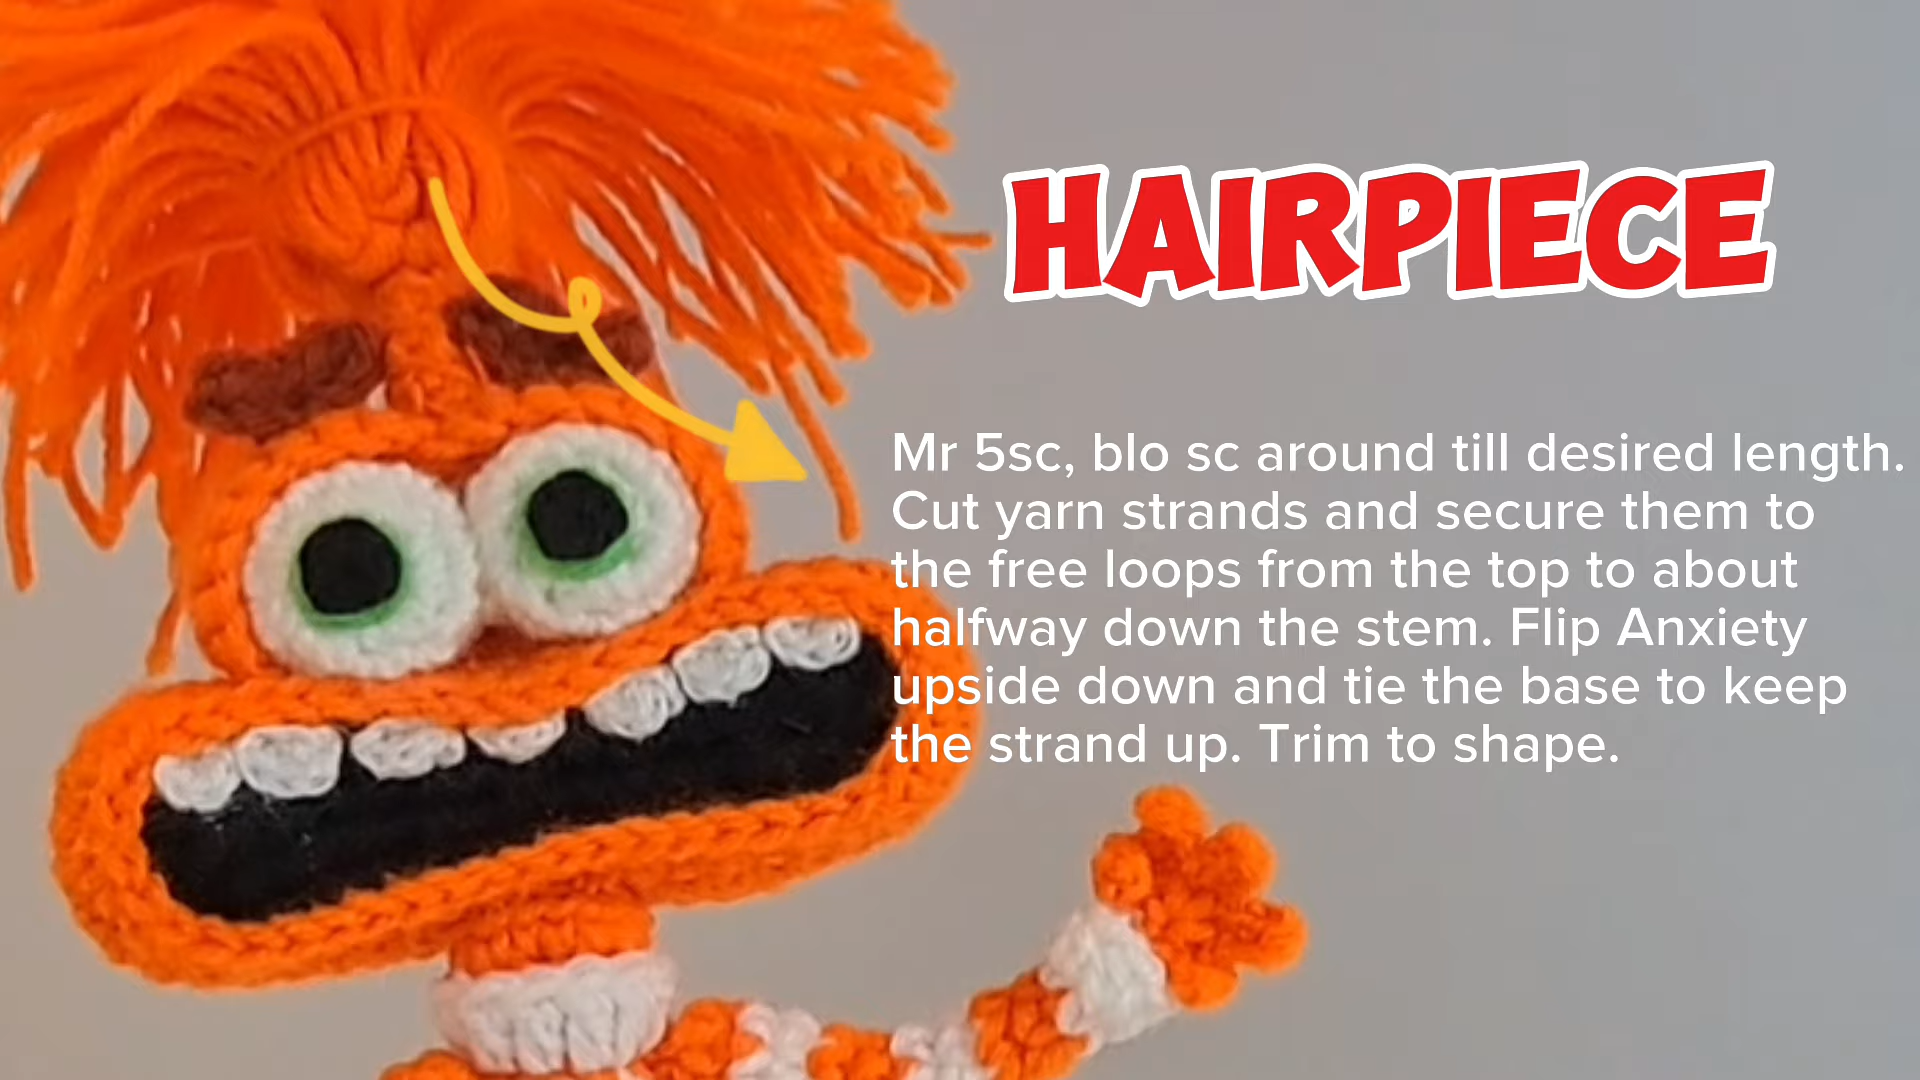 HAIRPIECE
Mr 5sc, blo sc around till desired length.
Cut yarn strands and secure them to
the free loops from the top to about
halfway down the stem. Flip Anxiety
upside down and tie the base to keep
the strand up. Trim to shape.